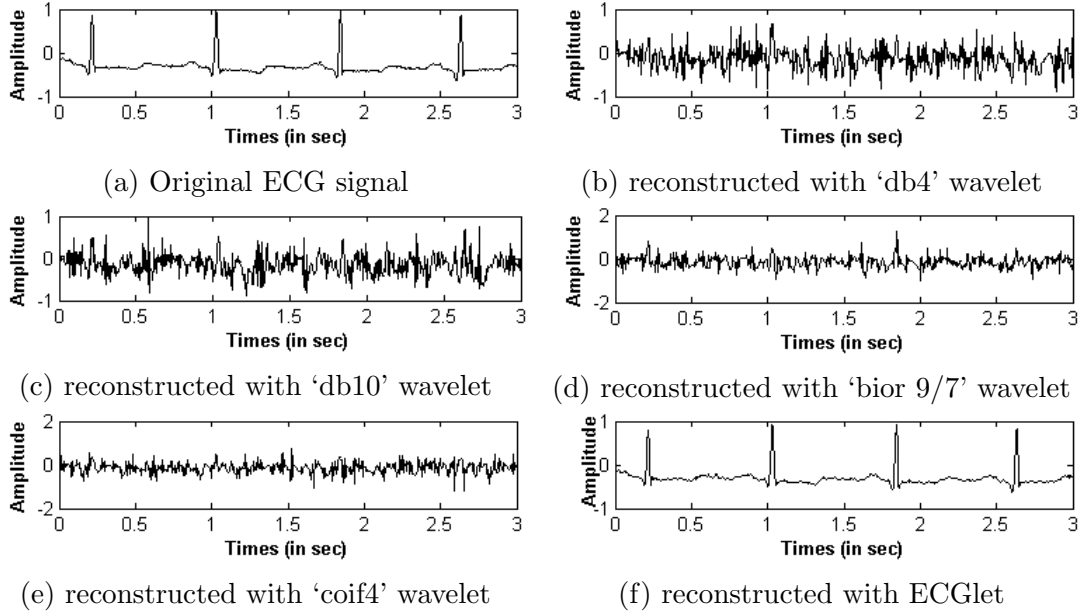 Amplitude
1
0
-1
0 0.5 1 1.5 2 2.5 3
Times (in sec)
(a) Original ECG signal
Amplitude
1
0
-1
0 0.5 1 1.5 2 2.5 3
Times (in sec)
(b) reconstructed with ‘db4’ wavelet
Amplitude
1
0
-1
0 0.5 1 1.5 2 2.5 3
Times (in sec)
(c) reconstructed with ‘db10’ wavelet
Amplitude
2
0
-2
0 0.5 1 1.5 2 2.5 3
Times (in sec)
(d) reconstructed with ‘bior 9/7’ wavelet
Amplitude
2
0
-2
0 0.5 1 1.5 2 2.5 3
Times (in sec)
(e) reconstructed with ‘coif4’ wavelet
Amplitude
1
0
-1
0 0.5 1 1.5 2 2.5 3
Times (in sec)
(f) reconstructed with ECGlet